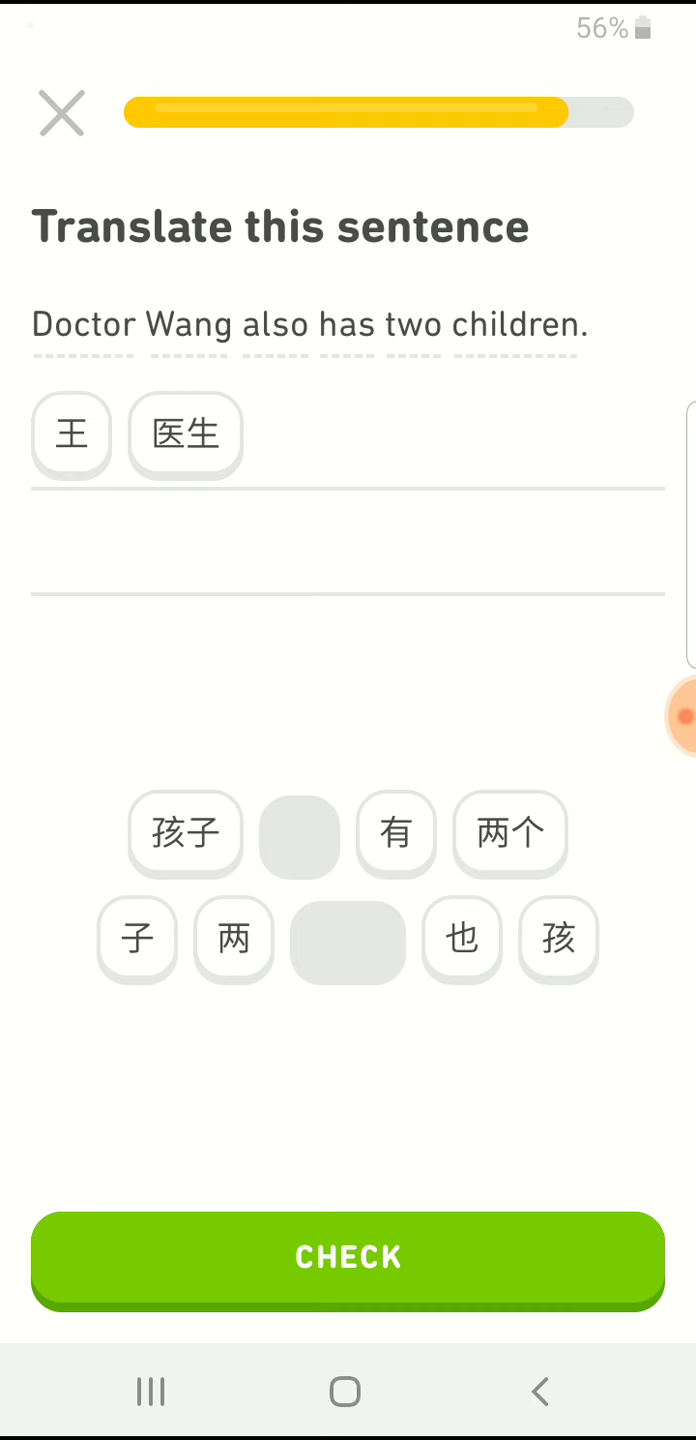 56%
Translate this sentence
Doctor Wang also has two children.
王 医生
孩子 有 两个
子 两 也 孩
CHECK